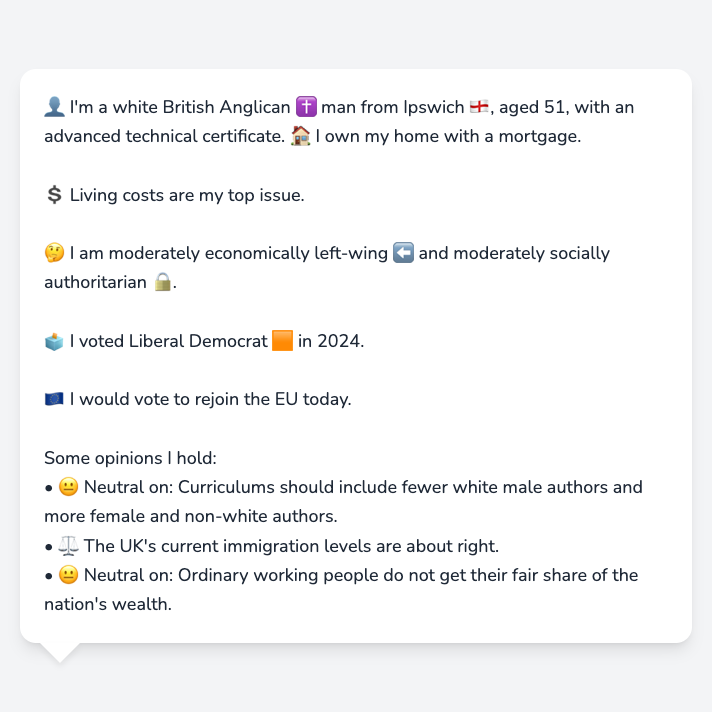 👤 I'm a white British Anglican ✝️ man from Ipswich 🏴󠁧󠁢󠁥󠁮󠁧󠁿, aged 51, with an
advanced technical certificate. 🏠 I own my home with a mortgage.
💲 Living costs are my top issue.
🤔 I am moderately economically left-wing ⬅️ and moderately socially
authoritarian 🔒.
🗳️ I voted Liberal Democrat 🟧 in 2024.
🇪🇺 I would vote to rejoin the EU today.
Some opinions I hold:
• 😐 Neutral on: Curriculums should include fewer white male authors and
more female and non-white authors.
• ⚖️ The UK's current immigration levels are about right.
• 😐 Neutral on: Ordinary working people do not get their fair share of the
nation's wealth.